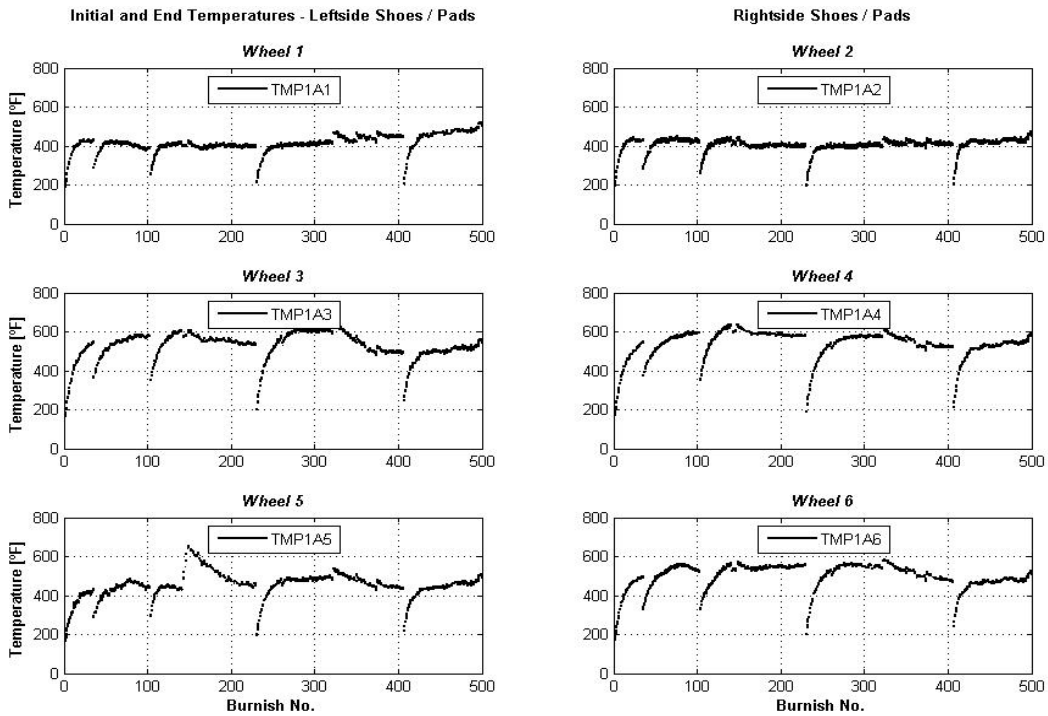 Initial and End Temperatures - Leftside Shoes / Pads
Rightside Shoes / Pads
Wheel 1
800
600
400
200
0
Temperature [ºF]
TMP1A1
0 100 200 300 400 500
Wheel 2
800
600
400
200
0
TMP1A2
0 100 200 300 400 500
Wheel 3
800
600
400
200
0
Temperature [ºF]
TMP1A3
0 100 200 300 400 500
Wheel 4
800
600
400
200
0
TMP1A4
0 100 200 300 400 500
Wheel 5
800
600
400
200
0
Temperature [ºF]
TMP1A5
0 100 200 300 400 500
Burnish No.
Wheel 6
800
600
400
200
0
TMP1A6
0 100 200 300 400 500
Burnish No.